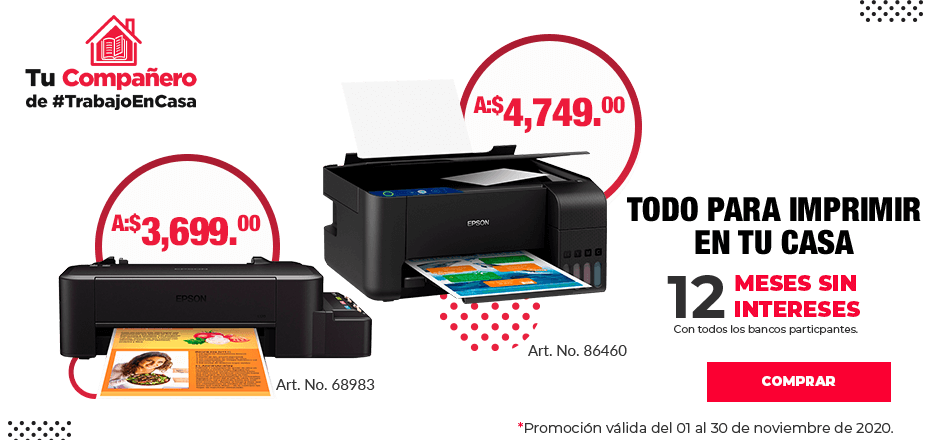 Tu Compañero
de #TrabajoEnCasa
A:$4,749.00
A:$3,699.00
EPSON
EPSON
Art. No. 86460
Art. No. 68983
TODO PARA IMPRIMIR
EN TU CASA
12 MESES SIN
INTERESES
Con todos los bancos particpantes.
COMPRAR
*Promoción válida del 01 al 30 de noviembre de 2020.